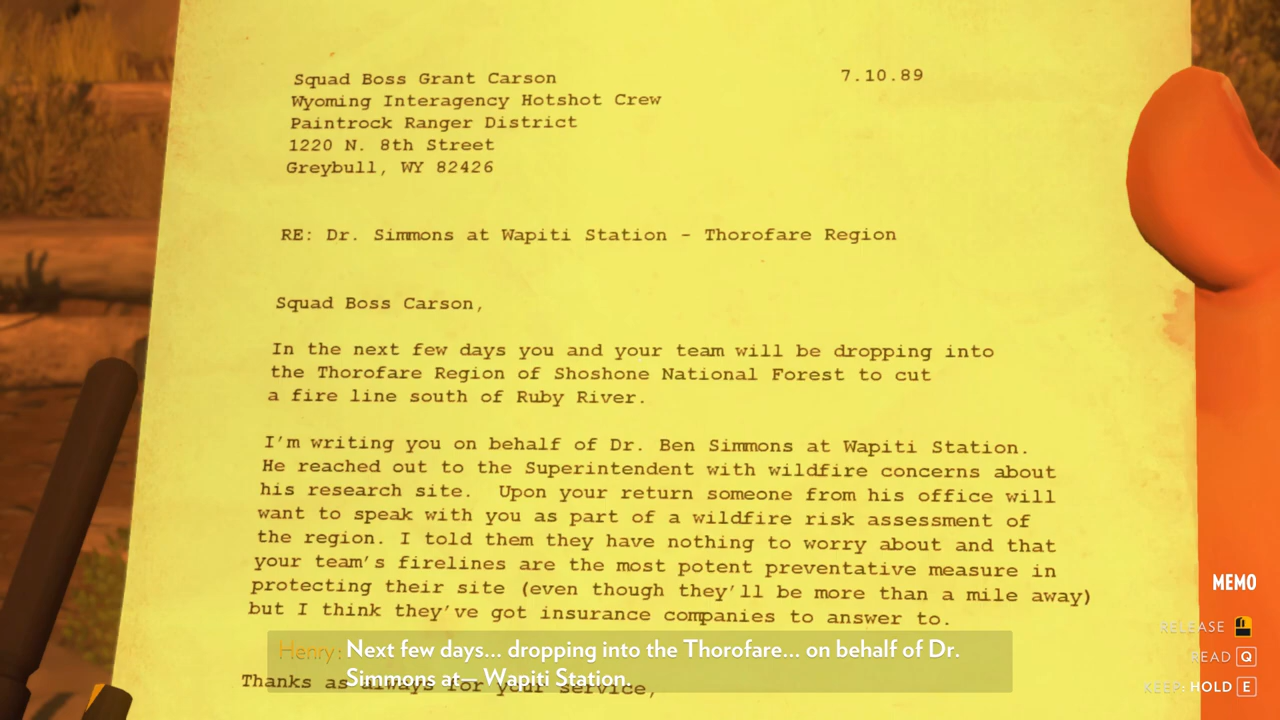 Squad Boss Grant Carson
7.10.89
Wyoming Interagency Hotshot Crew
Paintrock Ranger District
1220 N. 8th Street
Greybull, WY 82426
RE: Dr. Simmons at Wapiti Station - Thorofare Region
Squad Boss Carson,
In the next few days you and your team will be dropping into
the Thorofare Region of Shoshone National Forest to cut
a fire line south of Ruby River.
I'm writing you on behalf of Dr. Ben Simmons at Wapiti Station.
He reached out to the Superintendent with wildfire concerns about
his research site.  Upon your return someone from his office will
want to speak with you as part of a wildfire risk assessment of
the region. I told them they have nothing to worry about and that
your team's firelines are the most potent preventative measure in
protecting their site (even though they'll be more than a mile away)
but I think they've got insurance companies to answer to.
Thanks as always for your service,
Henry: Next few days... dropping into the Thorofare... on behalf of Dr.
Simmons at— Wapiti Station.
MEMO
RELEASE
READ Q
KEEP: HOLD E